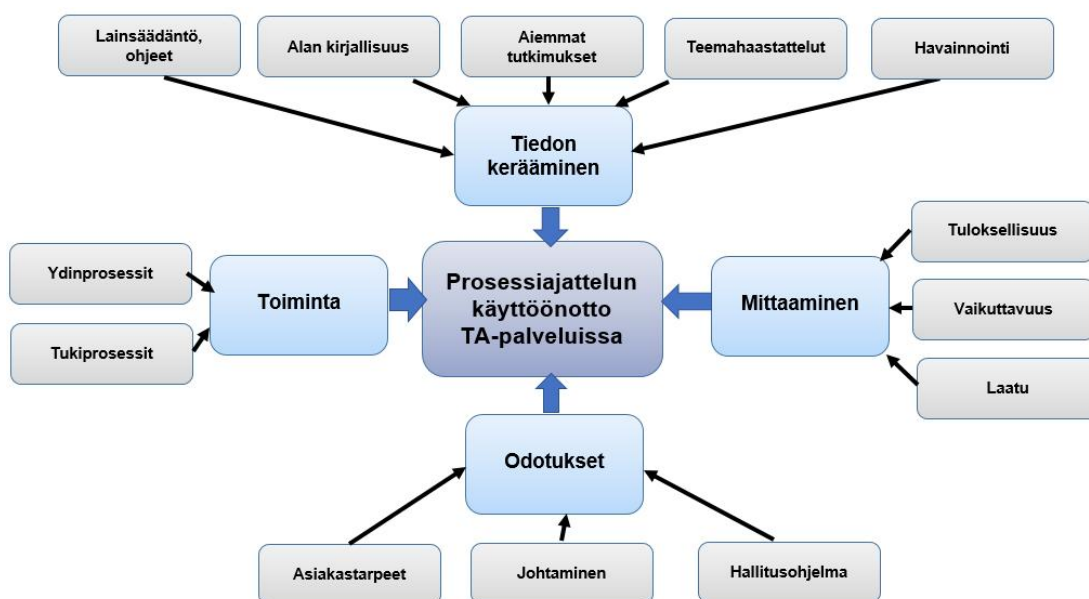 Lainsäädäntö,
ohjeet
Alan kirjallisuus
Aiemmat
tutkimukset
Teemahaastattelut
Havainnointi
Tiedon
kerääminen
Ydinprosessit
Tukiprosessit
Toiminta
Prosessiajattelun
käyttöönotto
TA-palveluissa
Mittaaminen
Tuloksellisuus
Vaikuttavuus
Laatu
Odotukset
Asiakastarpeet
Johtaminen
Hallitusohjelma